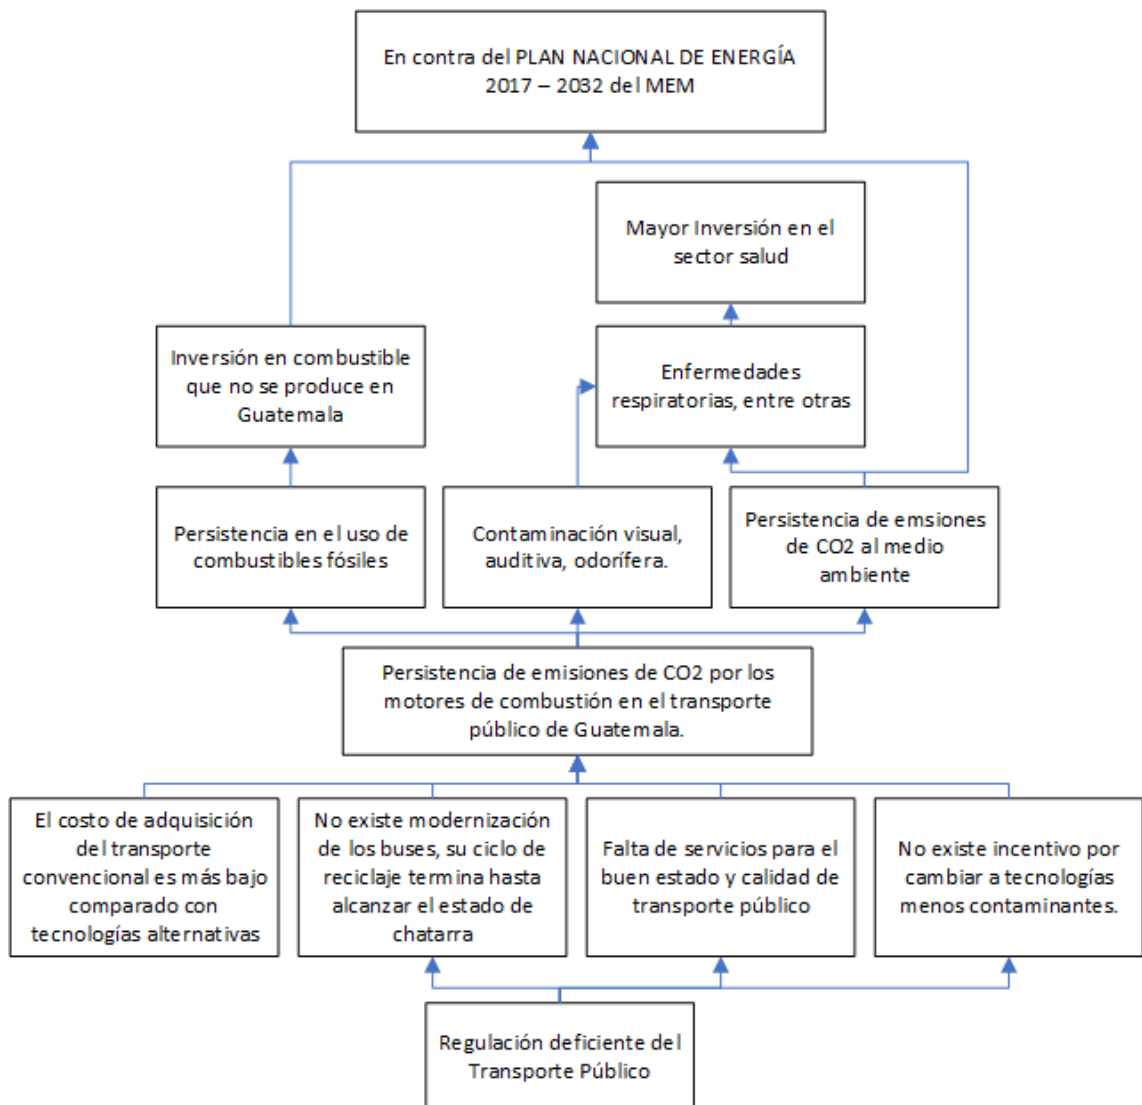 En contra del PLAN NACIONAL DE ENERGÍA
2017 – 2032 del MEM
Mayor Inversión en el
sector salud
Inversión en combustible
que no se produce en
Guatemala
Enfermedades
respiratorias, entre otras
Persistencia en el uso de
combustibles fósiles
Contaminación visual,
auditiva, odorífera.
Persistencia de emsiones
de CO2 al medio
ambiente
Persistencia de emisiones de CO2 por los
motores de combustión en el transporte
público de Guatemala.
El costo de adquisición
del transporte
convencional es más bajo
comparado con
tecnologías alternativas
No existe modernización
de los buses, su ciclo de
reciclaje termina hasta
alcanzar el estado de
chatarra
Falta de servicios para el
buen estado y calidad de
transporte público
No existe incentivo por
cambiar a tecnologías
menos contaminantes.
Regulación deficiente del
Transporte Público